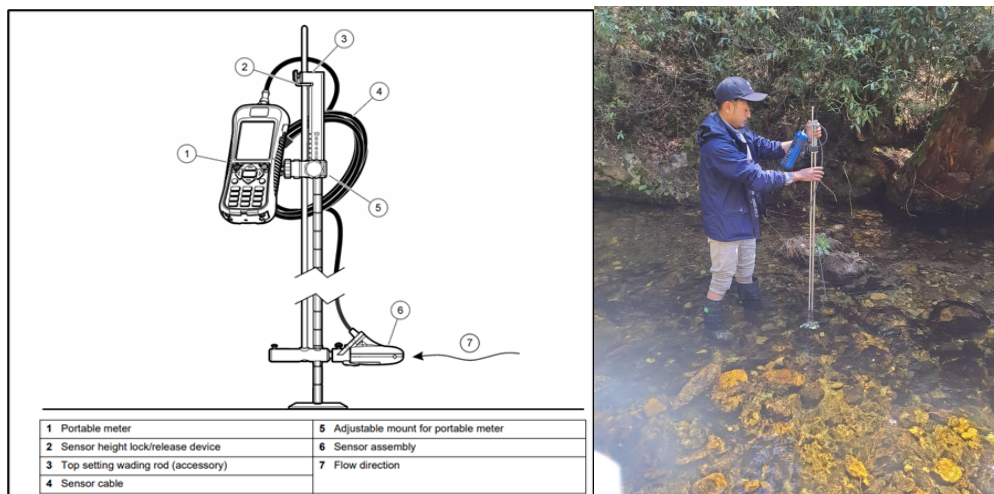 1
2
3
4
5
6
7
1 Portable meter
5 Adjustable mount for portable meter
2 Sensor height lock/release device
6 Sensor assembly
3 Top setting wading rod (accessory)
7 Flow direction
4 Sensor cable